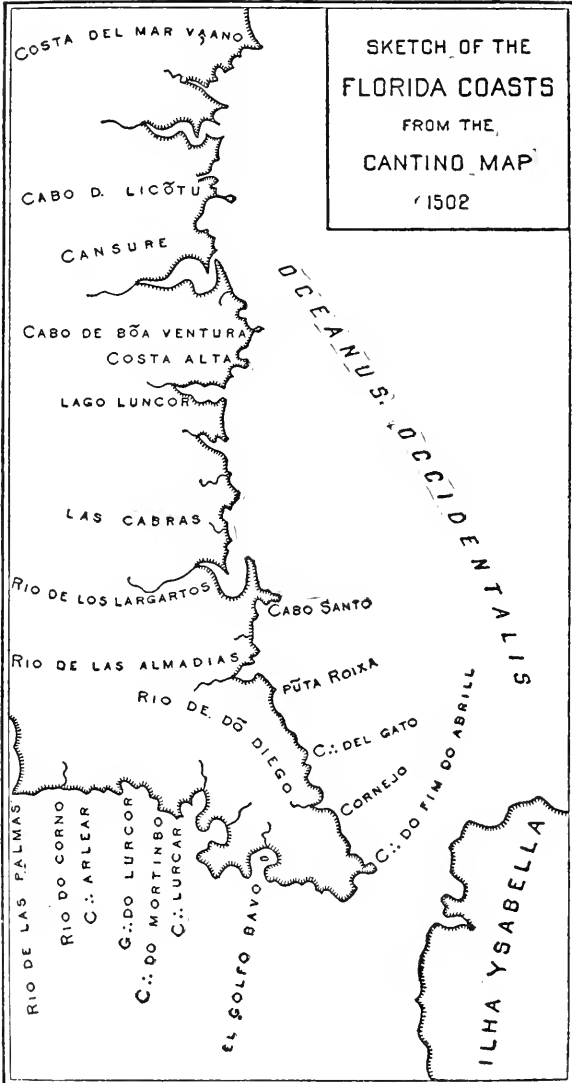 SKETCH OF THE
FLORIDA COASTS
FROM THE
CANTINO MAP
1502
COSTA DEL MAR VÇANO
CABO D. LICÕTU
CANSURE
CABO DE BÕA VENTURA
COSTA ALTA
LAGO LUNCOR
LAS CABRAS
RIO DE LOS LARGARTOS
CABO SANTO
RIO DE LAS ALMADIAS
PŨTA ROIXA
RIO DE DÕ DIEGO
C∴ DEL GATO
CORNEJO
C∴ DO FIM DO ABRILL
OCEANUS OCCIDENTALIS
RIO DE LAS PALMAS
RIO DO CORNO
C∴ ARLEAR
G∴ DO LURCOR
C∴ DO MORTINBO
C∴ LURCAR
EL GOLFO BAVO
ILHA YSABELLA